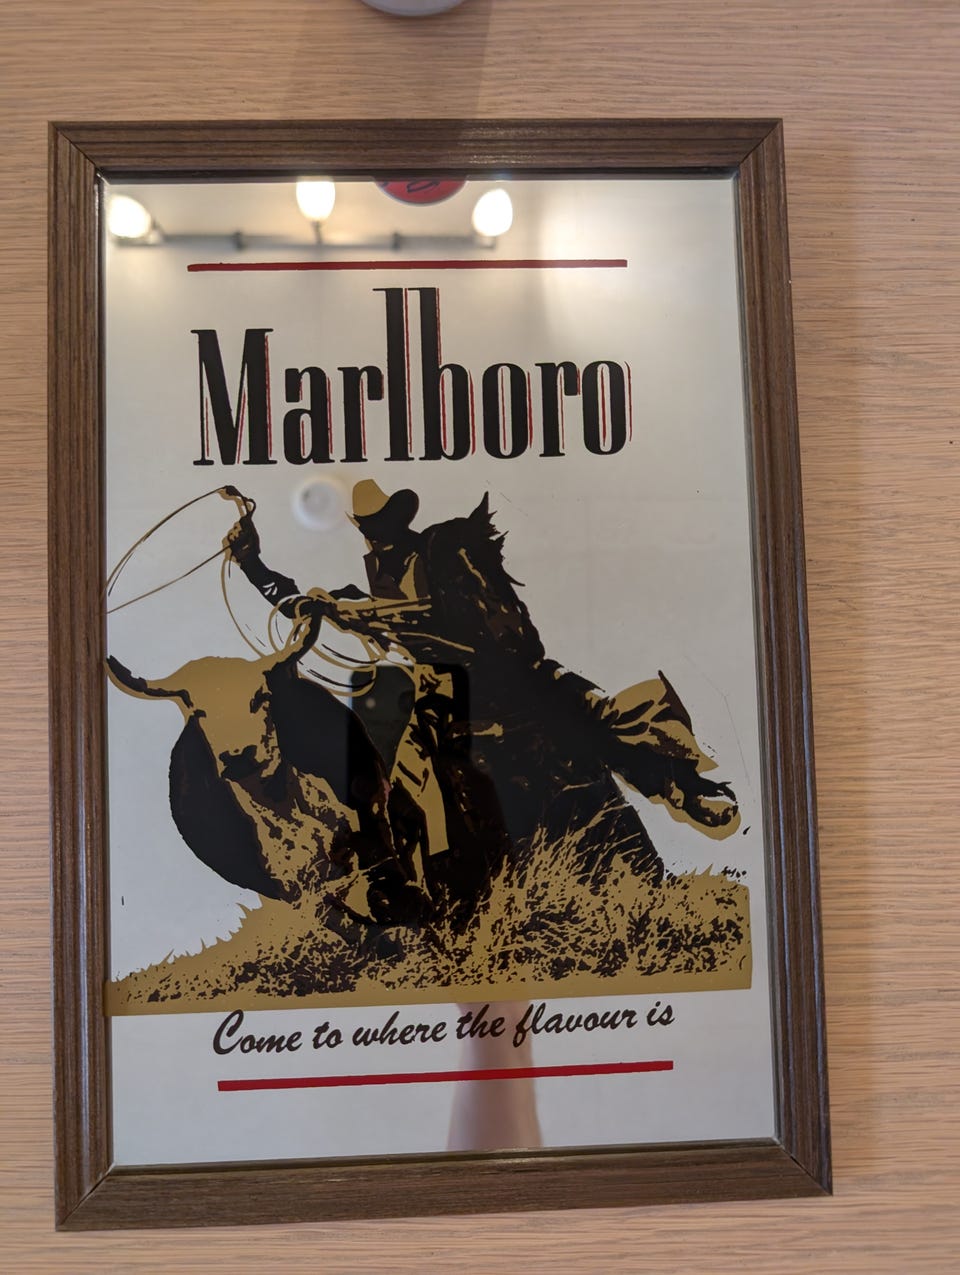 Marlboro
Come to where the flavour is